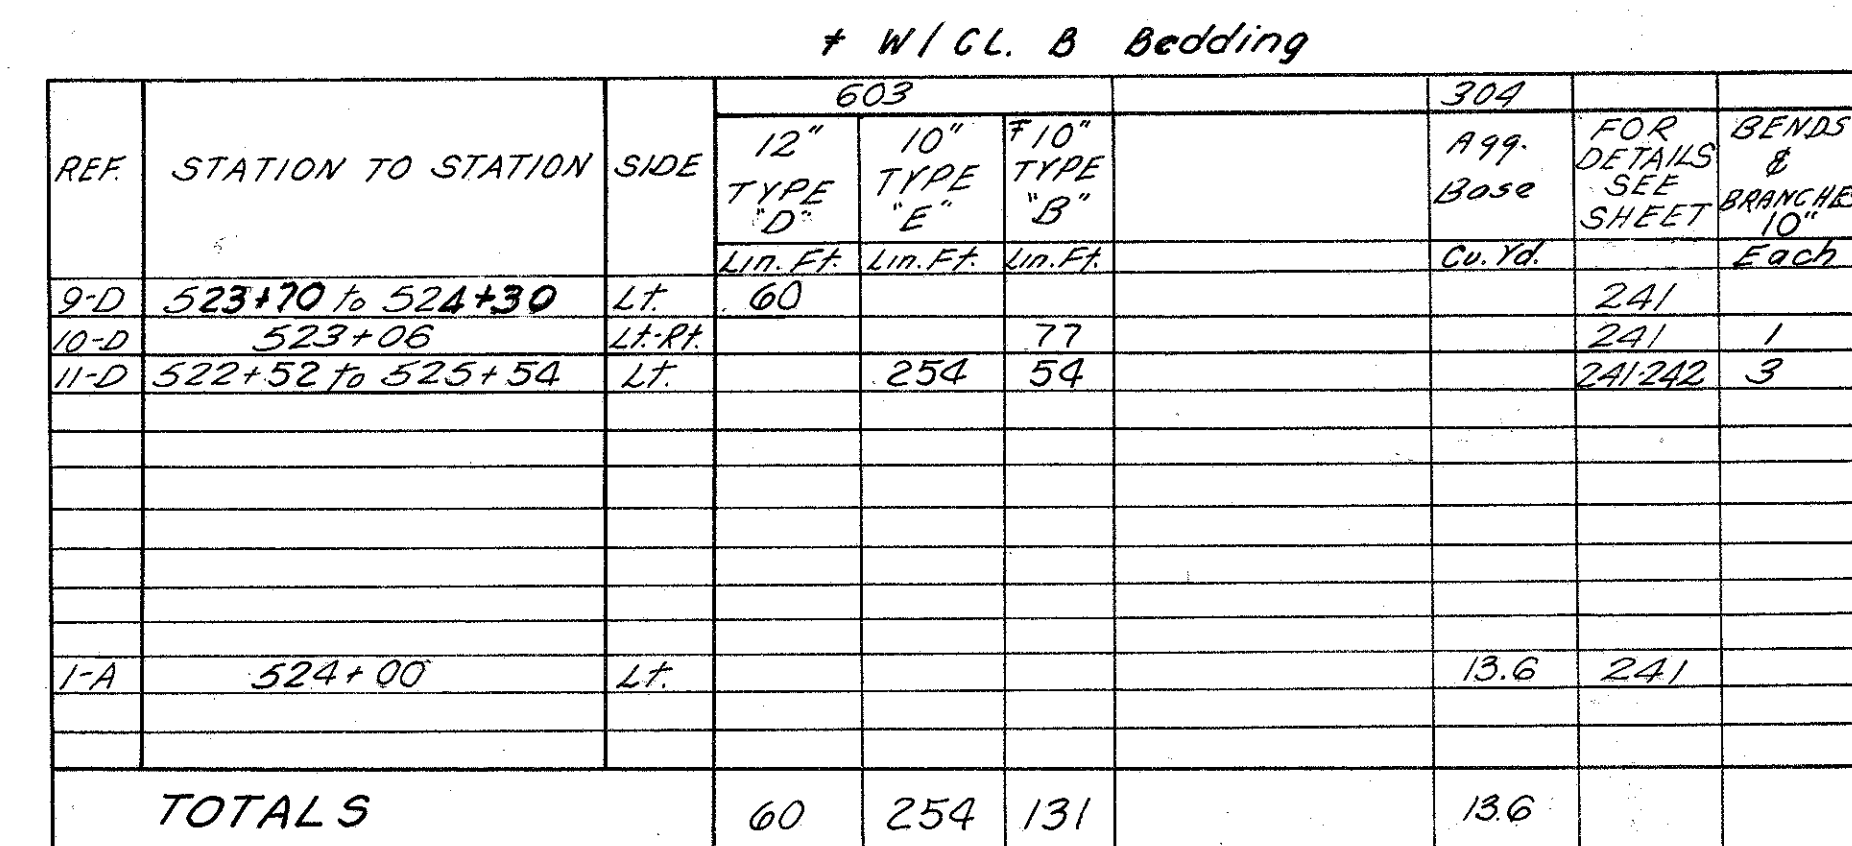 ŧ W/CL. B Bedding
603 304
REF. STATION TO STATION SIDE 12" TYPE "D" 10" TYPE "E" ŧ 10" TYPE "B" Agg. Base FOR DETAILS SEE SHEET BENDS & BRANCHES 10"
Lin. Ft. Lin. Ft. Lin. Ft. Cu. Yd. Each
9-D 523+70 to 524+30 Lt. 60 241
10-D 523+06 Lt.-Rt. 77 241 1
11-D 522+52 to 525+54 Lt. 254 54 241-242 3
1-A 524+00 Lt. 13.6 241
TOTALS 60 254 131 13.6